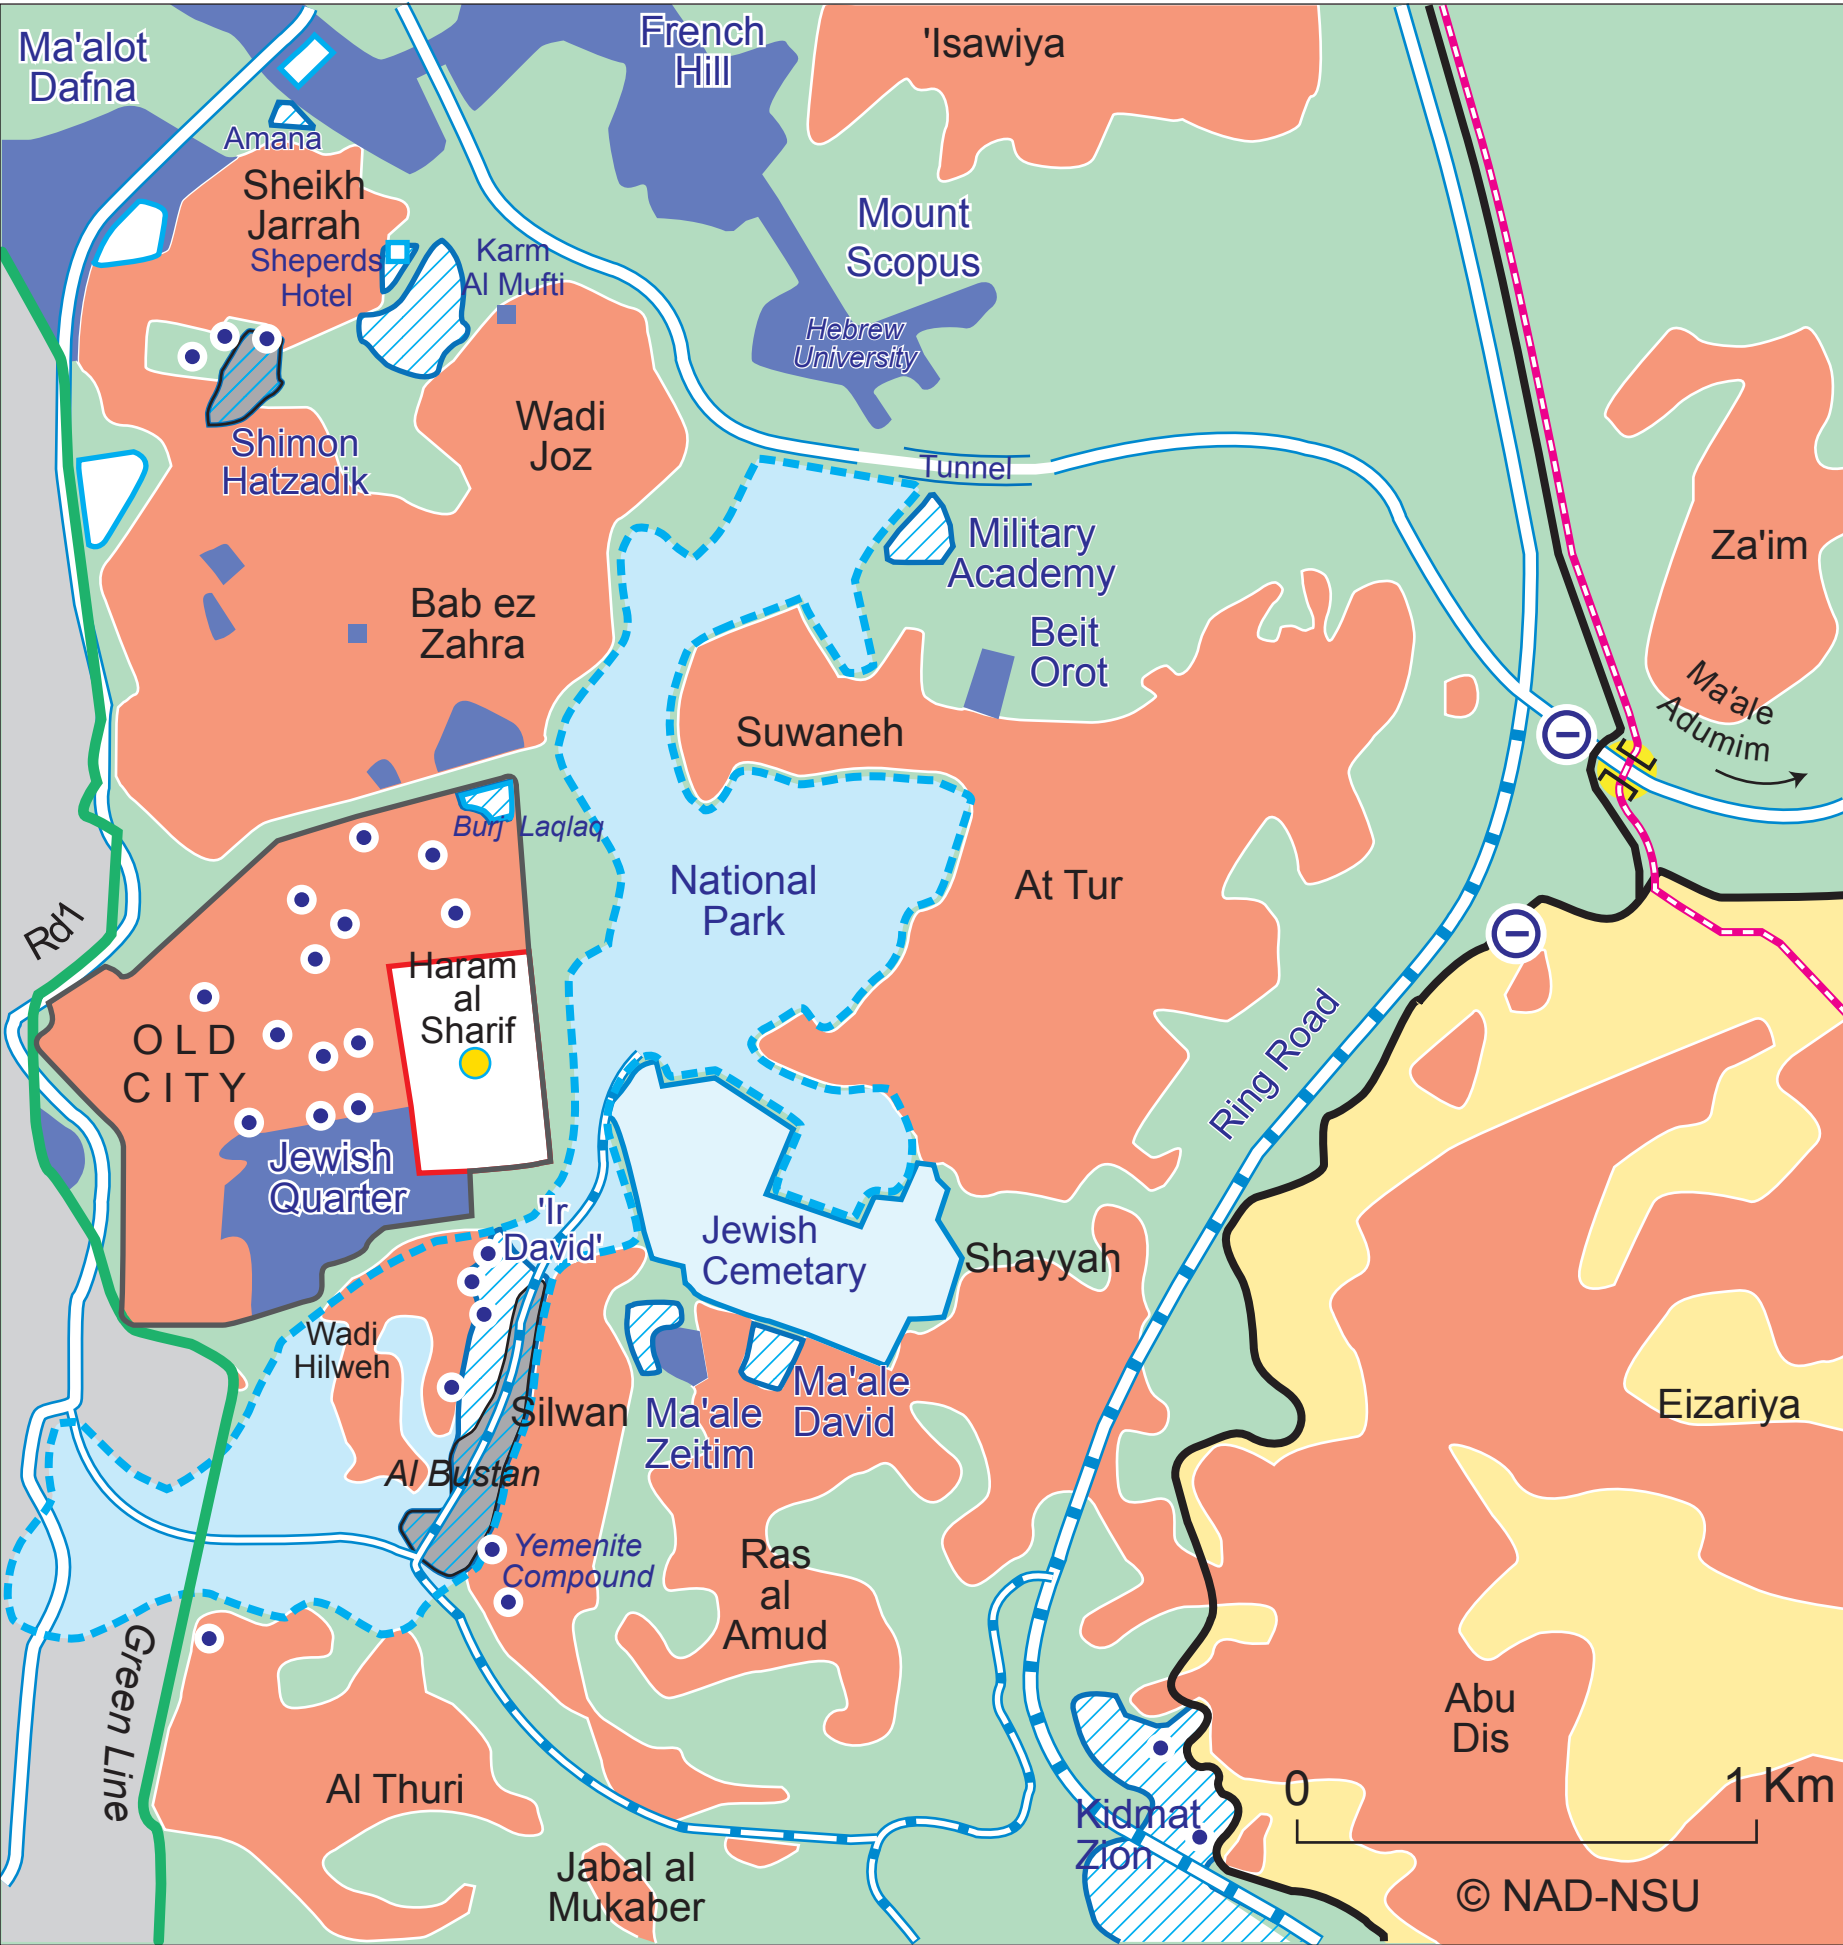 Ma'alot
Dafna
French
Hill
'Isawiya
Amana
Sheikh
Jarrah
Sheperds
Hotel
Karm
Al Mufti
Mount
Scopus
Hebrew
University
Shimon
Hatzadik
Wadi
Joz
Tunnel
Military
Academy
Za'im
Bab ez
Zahra
Beit
Orot
Ma'ale
Adumim
Suwaneh
Burj Laqlaq
National
Park
At Tur
Rd1
Haram
al
Sharif
OLD
CITY
Ring Road
Jewish
Quarter
'Ir
David'
Jewish
Cemetary
Shayyah
Wadi
Hilweh
Silwan
Ma'ale
Zeitim
Ma'ale
David
Eizariya
Al Bustan
Yemenite
Compound
Ras
al
Amud
Green Line
Abu
Dis
Al Thuri
Kidmat
Zion
0
1 Km
Jabal al
Mukaber
© NAD-NSU